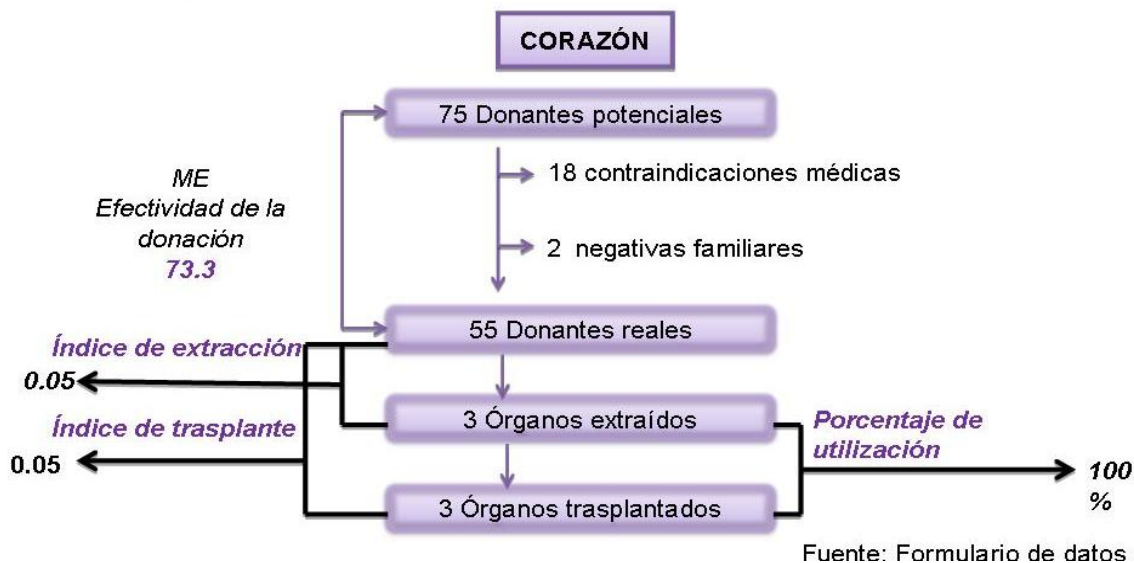 CORAZÓN
75 Donantes potenciales
18 contraindicaciones médicas
ME
Efectividad de la
donación
73.3
2 negativas familiares
55 Donantes reales
Índice de extracción
0.05
3 Órganos extraídos
Índice de trasplante
0.05
Porcentaje de
utilización
100
%
3 Órganos trasplantados
Fuente: Formulario de datos